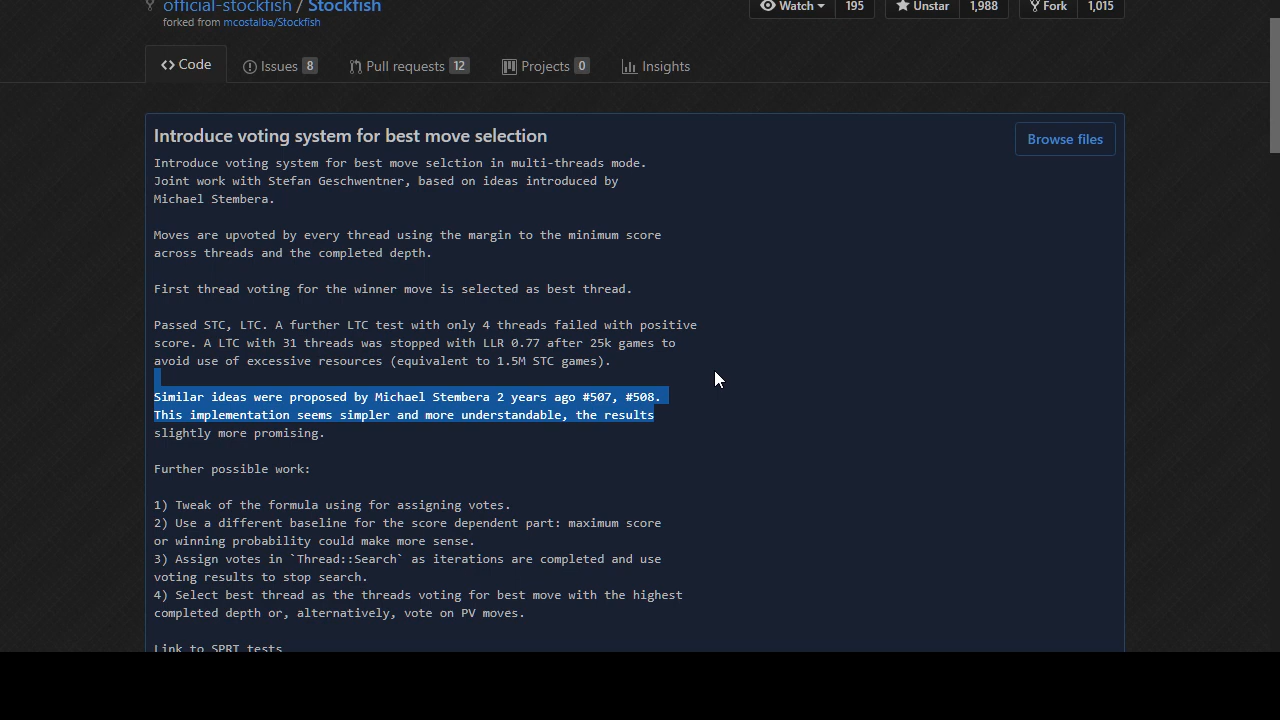 official-stockfish / Stockfish
Watch 195 Unstar 1,988 Fork 1,015
forked from mcostalba/Stockfish
Code Issues 8 Pull requests 12 Projects 0 Insights
Introduce voting system for best move selection
Browse files
Introduce voting system for best move selction in multi-threads mode.
Joint work with Stefan Geschwentner, based on ideas introduced by
Michael Stembera.
Moves are upvoted by every thread using the margin to the minimum score
across threads and the completed depth.
First thread voting for the winner move is selected as best thread.
Passed STC, LTC. A further LTC test with only 4 threads failed with positive
score. A LTC with 31 threads was stopped with LLR 0.77 after 25k games to
avoid use of excessive resources (equivalent to 1.5M STC games).
Similar ideas were proposed by Michael Stembera 2 years ago #507, #508.
This implementation seems simpler and more understandable, the results
slightly more promising.
Further possible work:
1) Tweak of the formula using for assigning votes.
2) Use a different baseline for the score dependent part: maximum score
or winning probability could make more sense.
3) Assign votes in `Thread::Search` as iterations are completed and use
voting results to stop search.
4) Select best thread as the threads voting for best move with the highest
completed depth or, alternatively, vote on PV moves.
Link to SPRT tests